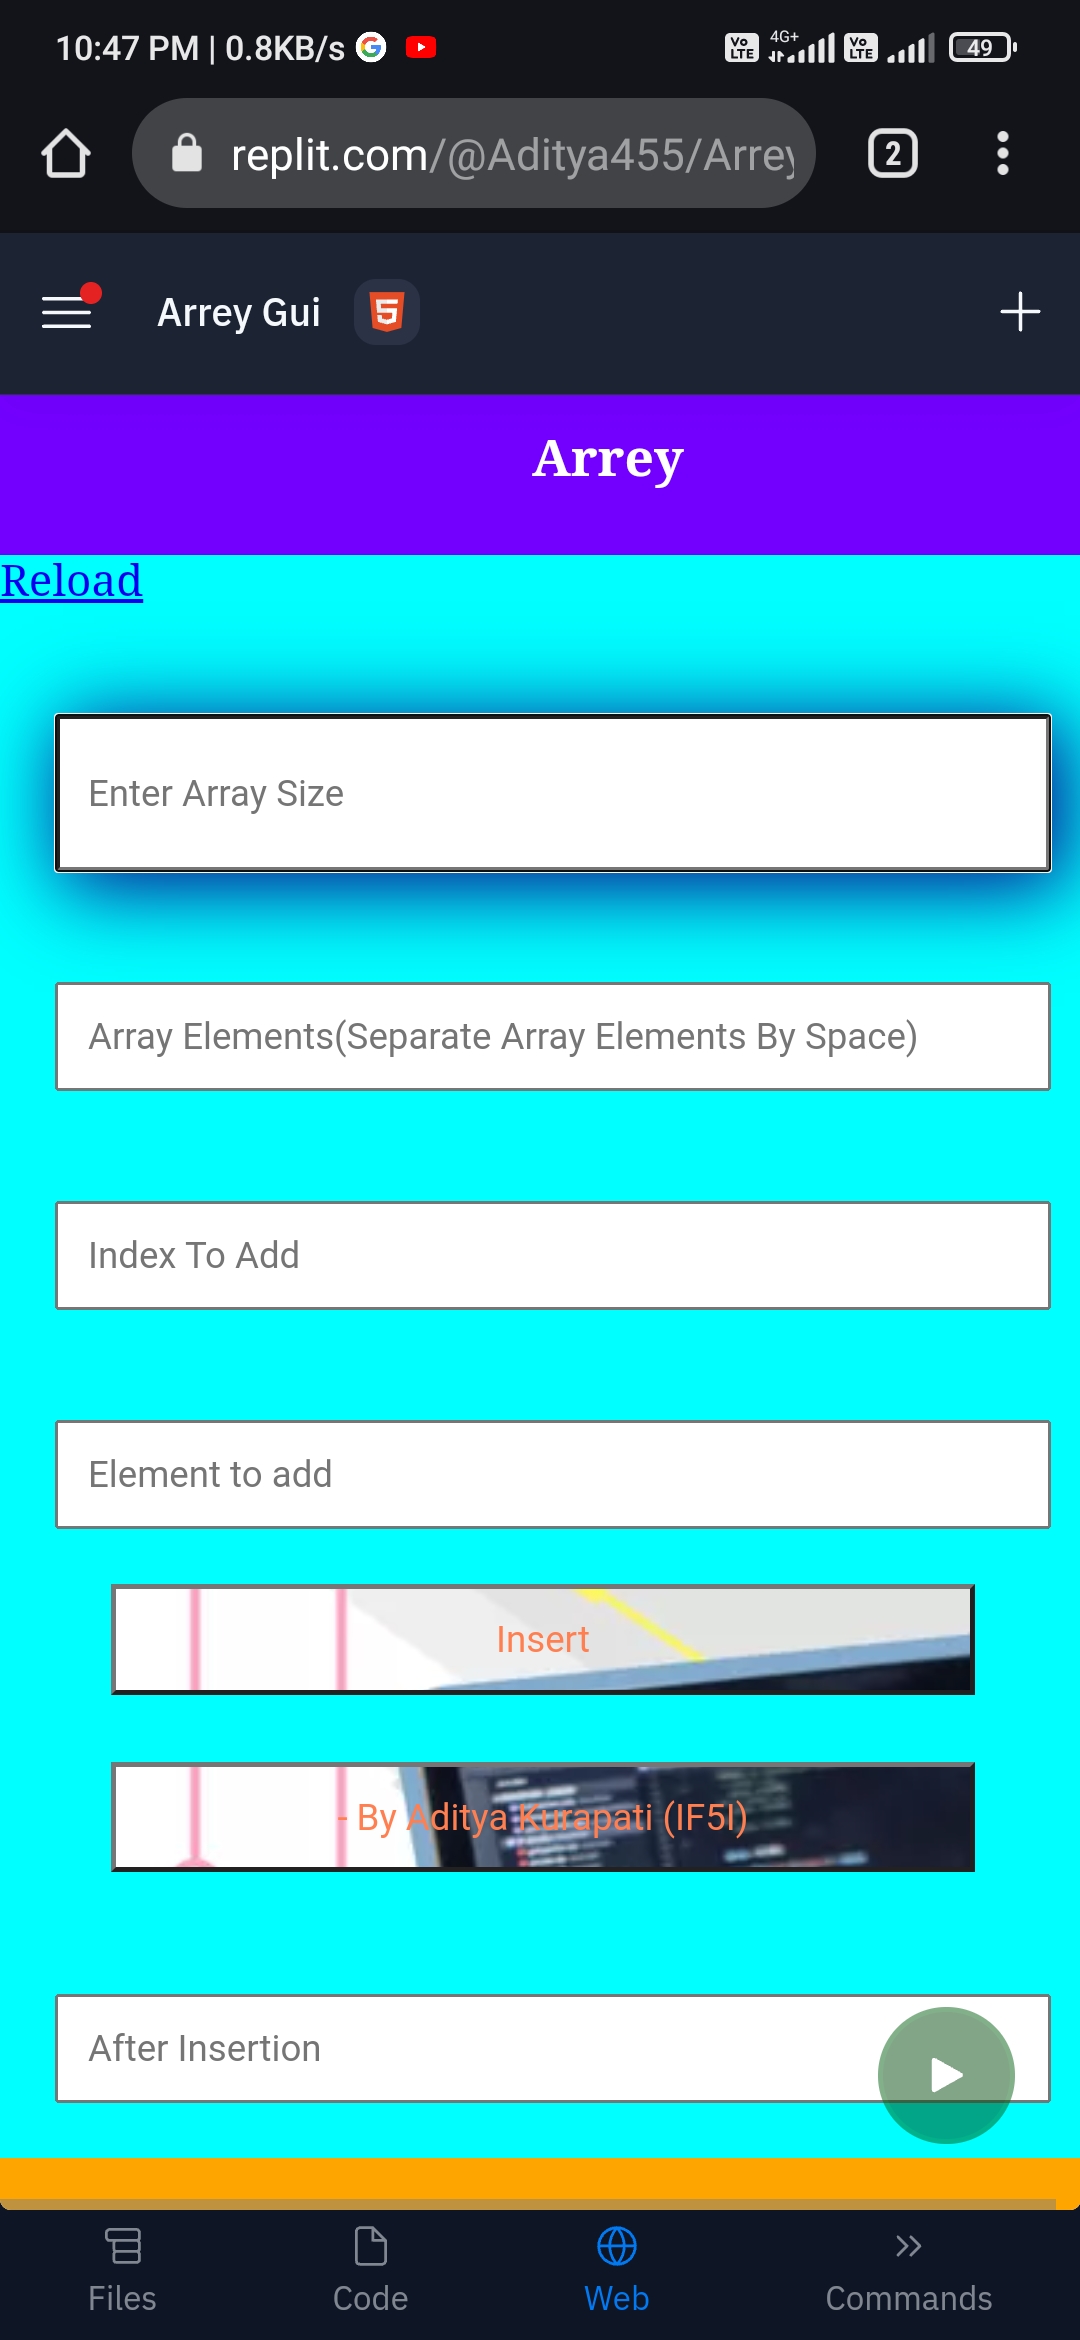 10:47 PM | 0.8KB/s G Vo LTE 4G+ Vo LTE 49
replit.com/@Aditya455/Arrey 2
Arrey Gui
Arrey
Reload
Enter Array Size
Array Elements(Separate Array Elements By Space)
Index To Add
Element to add
Insert
- By Aditya Kurapati (IF5I)
After Insertion
Files Code Web Commands